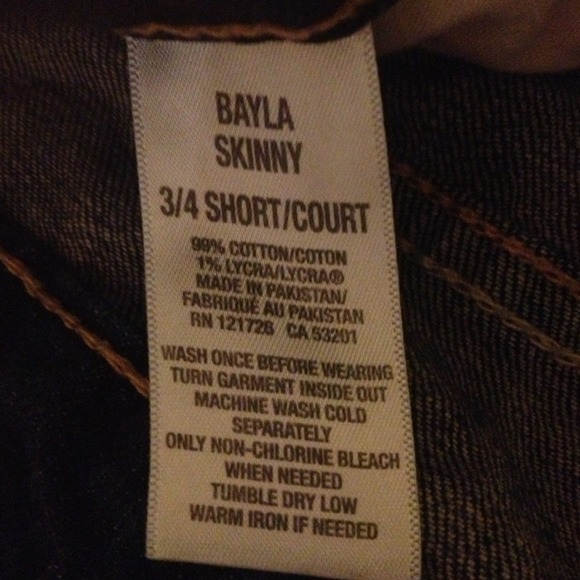 BAYLA
SKINNY
3/4 SHORT/COURT
99% COTTON/COTON
1% LYCRA/LYCRA®
MADE IN PAKISTAN/
FABRIQUÉ AU PAKISTAN
RN 121726 CA 53201
WASH ONCE BEFORE WEARING
TURN GARMENT INSIDE OUT
MACHINE WASH COLD
SEPARATELY
ONLY NON-CHLORINE BLEACH
WHEN NEEDED
TUMBLE DRY LOW
WARM IRON IF NEEDED